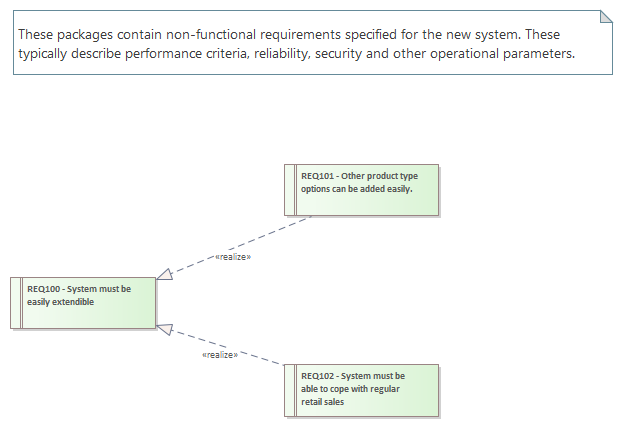 These packages contain non-functional requirements specified for the new system. These
typically describe performance criteria, reliability, security and other operational parameters.
REQ101 - Other product type
options can be added easily.
«realize»
REQ100 - System must be
easily extendible
«realize»
REQ102 - System must be
able to cope with regular
retail sales